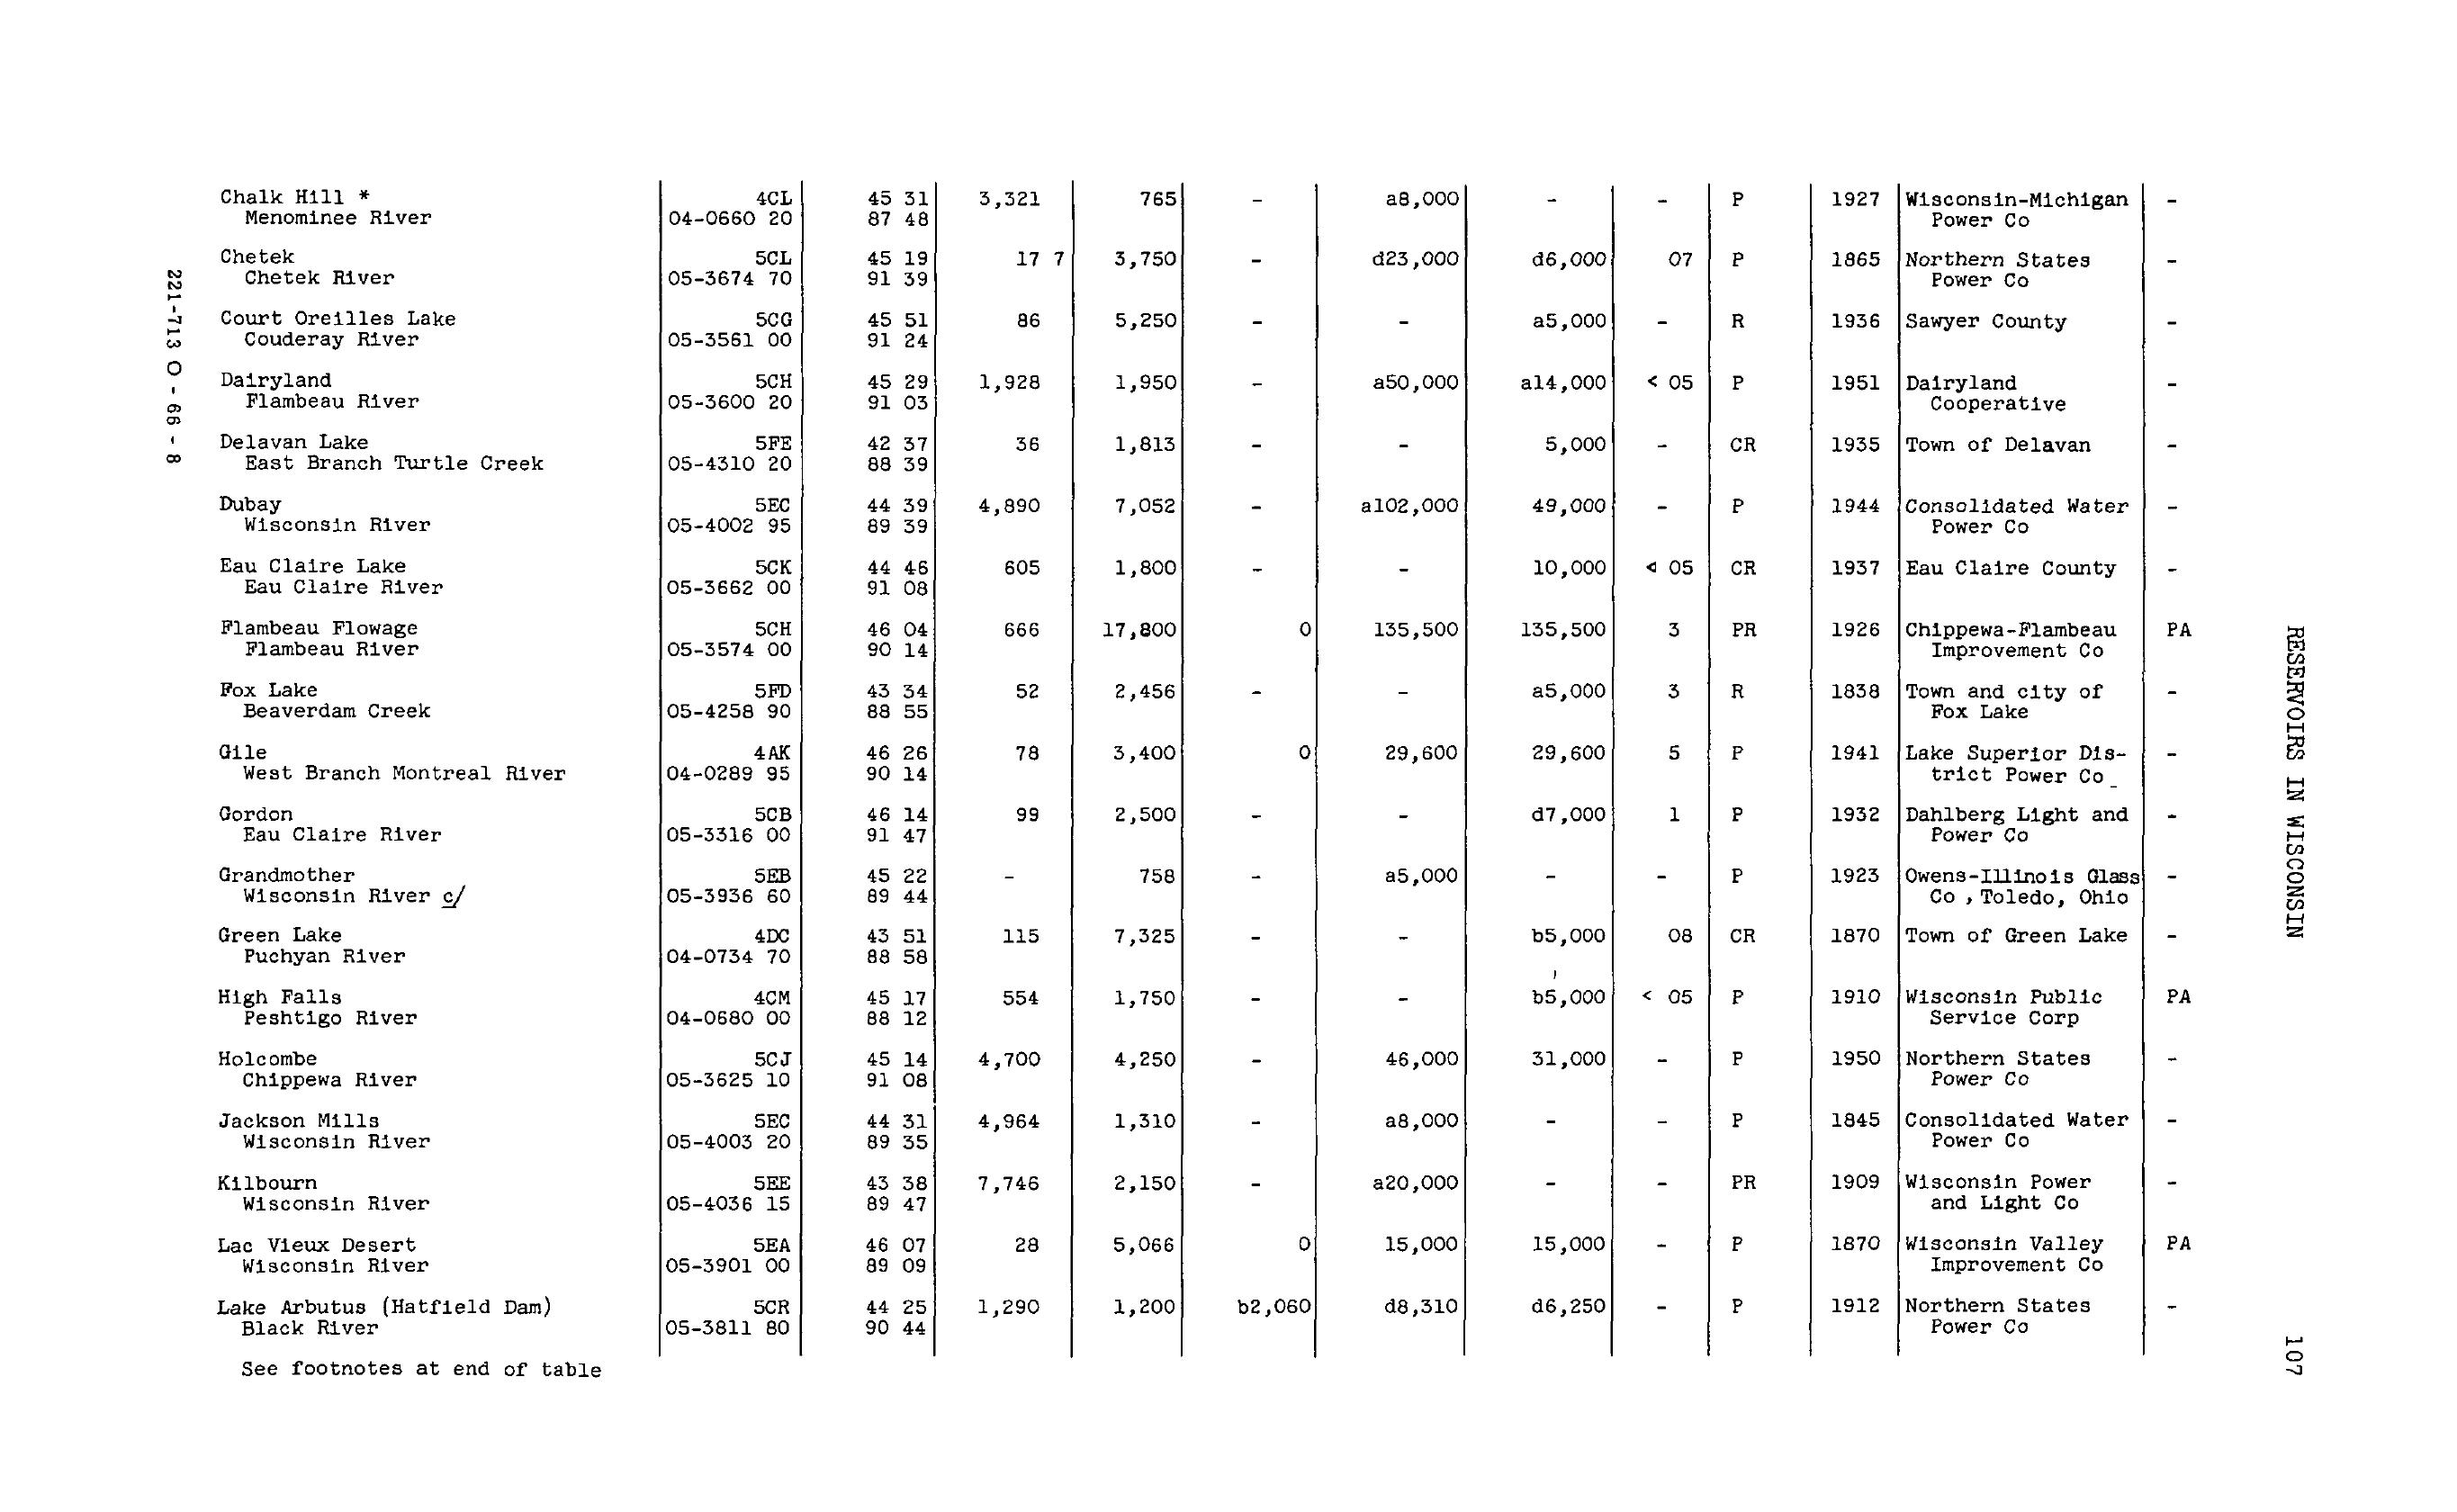 Chalk Hill * 4CL 45 31 3,321 765 - a8,000 - - P 1927 Wisconsin-Michigan -
Menominee River 04-0660 20 87 48 Power Co
Chetek 5CL 45 19 17 7 3,750 - d23,000 d6,000 07 P 1865 Northern States -
Chetek River 05-3674 70 91 39 Power Co
Court Oreilles Lake 5CG 45 51 86 5,250 - - a5,000 - R 1936 Sawyer County -
Couderay River 05-3561 00 91 24
Dairyland 5CH 45 29 1,928 1,950 - a50,000 a14,000 < 05 P 1951 Dairyland -
Flambeau River 05-3600 20 91 03 Cooperative
Delavan Lake 5FE 42 37 36 1,813 - - 5,000 - CR 1935 Town of Delavan -
East Branch Turtle Creek 05-4310 20 88 39
Dubay 5EC 44 39 4,890 7,052 - a102,000 49,000 - P 1944 Consolidated Water -
Wisconsin River 05-4002 95 89 39 Power Co
Eau Claire Lake 5CK 44 46 605 1,800 - - 10,000 < 05 CR 1937 Eau Claire County -
Eau Claire River 05-3662 00 91 08
Flambeau Flowage 5CH 46 04 666 17,800 0 135,500 135,500 3 PR 1926 Chippewa-Flambeau PA
Flambeau River 05-3574 00 90 14 Improvement Co
Fox Lake 5FD 43 34 52 2,456 - - a5,000 3 R 1838 Town and city of -
Beaverdam Creek 05-4258 90 88 55 Fox Lake
Gile 4AK 46 26 78 3,400 0 29,600 29,600 5 P 1941 Lake Superior Dis- -
West Branch Montreal River 04-0289 95 90 14 trict Power Co
Gordon 5CB 46 14 99 2,500 - - d7,000 1 P 1932 Dahlberg Light and -
Eau Claire River 05-3316 00 91 47 Power Co
Grandmother 5EB 45 22 - 758 - a5,000 - - P 1923 Owens-Illinois Glass -
Wisconsin River c/ 05-3936 60 89 44 Co , Toledo, Ohio
Green Lake 4DC 43 51 115 7,325 - - b5,000 08 CR 1870 Town of Green Lake -
Puchyan River 04-0734 70 88 58
High Falls 4CM 45 17 554 1,750 - - b5,000 < 05 P 1910 Wisconsin Public PA
Peshtigo River 04-0680 00 88 12 Service Corp
Holcombe 5CJ 45 14 4,700 4,250 - 46,000 31,000 - P 1950 Northern States -
Chippewa River 05-3625 10 91 08 Power Co
Jackson Mills 5EC 44 31 4,964 1,310 - a8,000 - - P 1845 Consolidated Water -
Wisconsin River 05-4003 20 89 35 Power Co
Kilbourn 5EE 43 38 7,746 2,150 - a20,000 - - PR 1909 Wisconsin Power -
Wisconsin River 05-4036 15 89 47 and Light Co
Lac Vieux Desert 5EA 46 07 28 5,066 0 15,000 15,000 - P 1870 Wisconsin Valley PA
Wisconsin River 05-3901 00 89 09 Improvement Co
Lake Arbutus (Hatfield Dam) 5CR 44 25 1,290 1,200 b2,060 d8,310 d6,250 - P 1912 Northern States -
Black River 05-3811 80 90 44 Power Co
See footnotes at end of table
221-713 O - 66 - 8
RESERVOIRS IN WISCONSIN
107